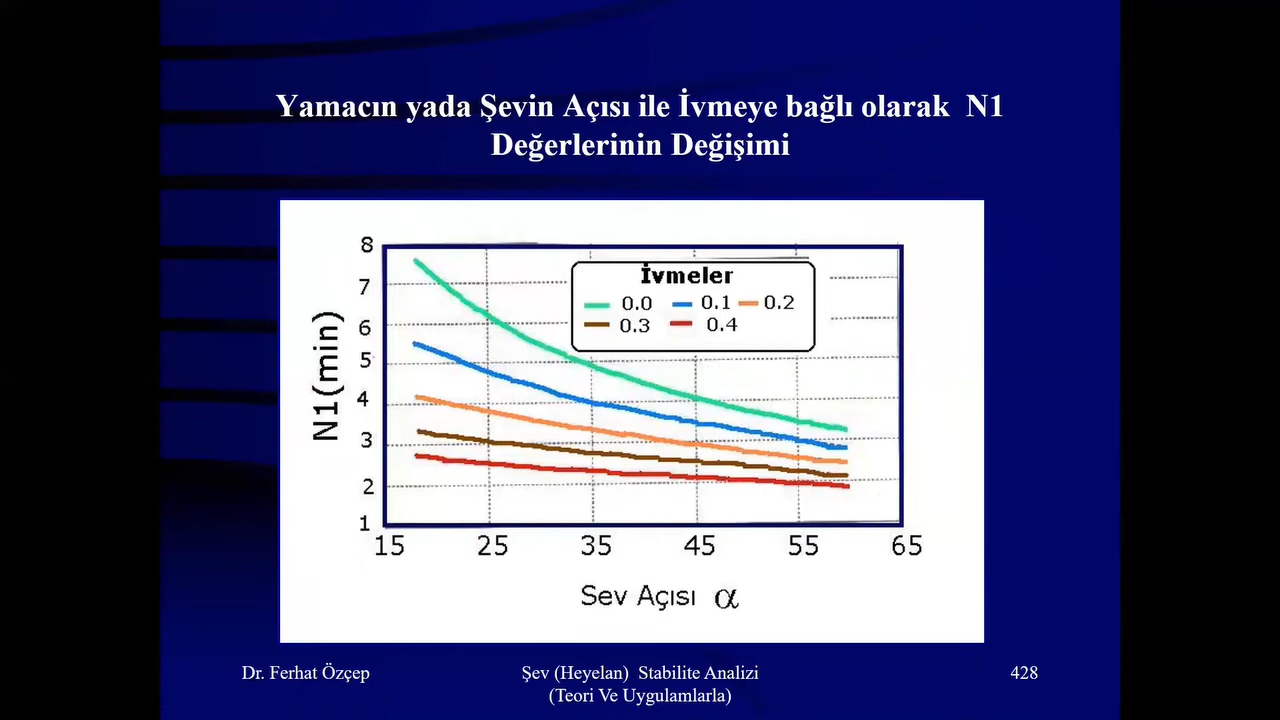 Yamacın yada Şevin Açısı ile İvmeye bağlı olarak N1
Değerlerinin Değişimi
8
7
6
5
4
3
2
1
N1(min)
İvmeler
0.0 0.1 0.2
0.3 0.4
15 25 35 45 55 65
Sev Açısı α
Dr. Ferhat Özçep
Şev (Heyelan) Stabilite Analizi
(Teori Ve Uygulamlarla)
428